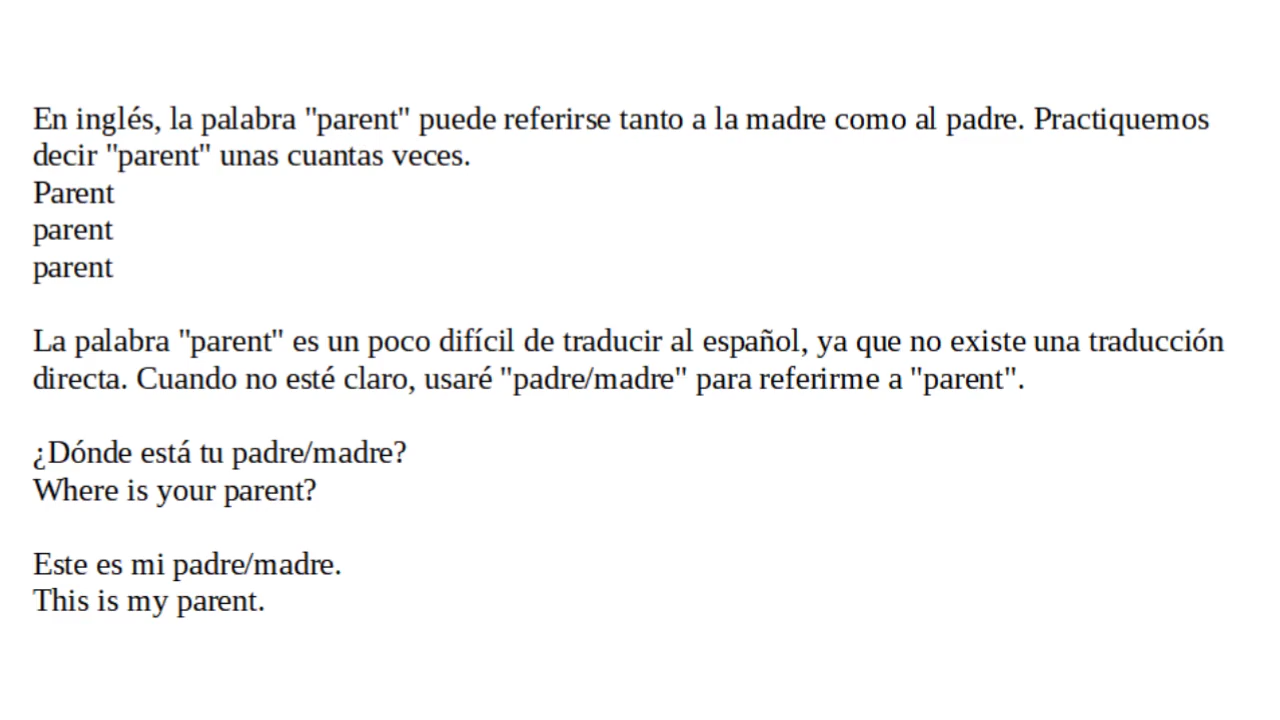 En inglés, la palabra "parent" puede referirse tanto a la madre como al padre. Practiquemos
decir "parent" unas cuantas veces.
Parent
parent
parent
La palabra "parent" es un poco difícil de traducir al español, ya que no existe una traducción
directa. Cuando no esté claro, usaré "padre/madre" para referirme a "parent".
¿Dónde está tu padre/madre?
Where is your parent?
Este es mi padre/madre.
This is my parent.